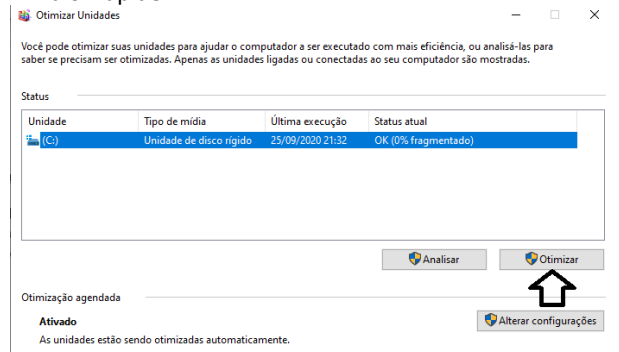 Otimizar Unidades
Você pode otimizar suas unidades para ajudar o computador a ser executado com mais eficiência, ou analisá-las para
saber se precisam ser otimizadas. Apenas as unidades ligadas ou conectadas ao seu computador são mostradas.
Status
Unidade Tipo de mídia Última execução Status atual
(C:) Unidade de disco rígido 25/09/2020 21:32 OK (0% fragmentado)
Analisar Otimizar
Otimização agendada
Ativado Alterar configurações
As unidades estão sendo otimizadas automaticamente.